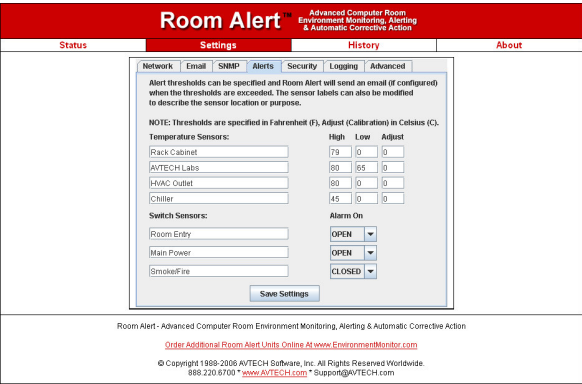 Room Alert™ Advanced Computer Room
Environment Monitoring, Alerting
& Automatic Corrective Action
Status Settings History About
Network Email SNMP Alerts Security Logging Advanced
Alert thresholds can be specified and Room Alert will send an email (if configured)
when the thresholds are exceeded. The sensor labels can also be modified
to describe the sensor location or purpose.
NOTE: Thresholds are specified in Fahrenheit (F), Adjust (Calibration) in Celsius (C).
Temperature Sensors: High Low Adjust
Rack Cabinet 79 0 0
AVTECH Labs 80 65 0
HVAC Outlet 80 0 0
Chiller 45 0 0
Switch Sensors: Alarm On
Room Entry OPEN
Main Power OPEN
Smoke/Fire CLOSED
Save Settings
Room Alert - Advanced Computer Room Environment Monitoring, Alerting & Automatic Corrective Action
Order Additional Room Alert Units Online At www.EnvironmentMonitor.com
© Copyright 1988-2006 AVTECH Software, Inc. All Rights Reserved Worldwide.
888.220.6700 * www.AVTECH.com * Support@AVTECH.com